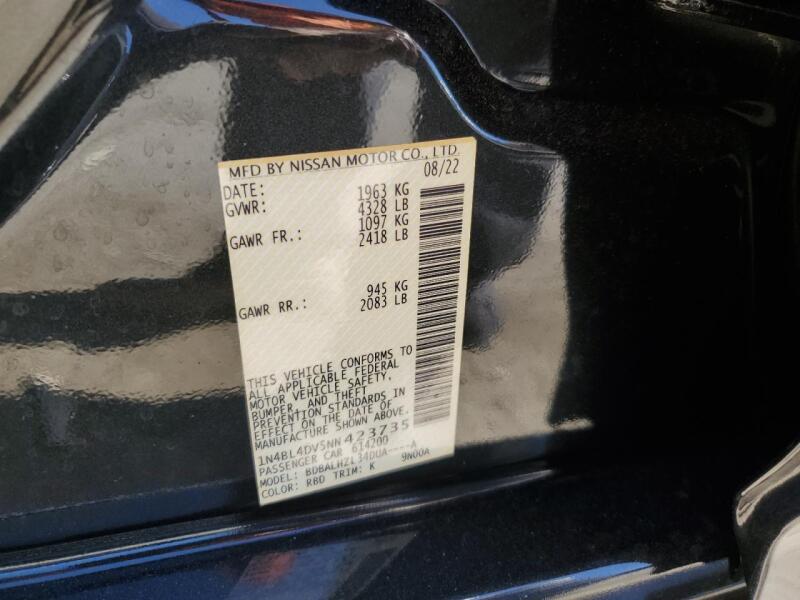 MFD BY NISSAN MOTOR CO., LTD.
DATE: 08/22
GVWR: 1963 KG
4328 LB
GAWR FR.: 1097 KG
2418 LB
GAWR RR.: 945 KG
2083 LB
THIS VEHICLE CONFORMS TO
ALL APPLICABLE FEDERAL
MOTOR VEHICLE SAFETY,
BUMPER, AND THEFT
PREVENTION STANDARDS IN
EFFECT ON THE DATE OF
MANUFACTURE SHOWN ABOVE.
1N4BL4DV5NN423735
PASSENGER CAR 614200
MODEL: BDBALHZL34DUA----A
COLOR: RBD TRIM: K 9N00A